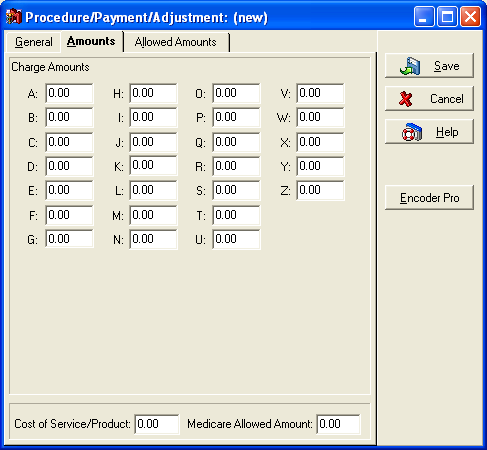 Procedure/Payment/Adjustment: (new)
General Amounts Allowed Amounts
Charge Amounts
A: 0.00 H: 0.00 O: 0.00 V: 0.00
B: 0.00 I: 0.00 P: 0.00 W: 0.00
C: 0.00 J: 0.00 Q: 0.00 X: 0.00
D: 0.00 K: 0.00 R: 0.00 Y: 0.00
E: 0.00 L: 0.00 S: 0.00 Z: 0.00
F: 0.00 M: 0.00 T: 0.00
G: 0.00 N: 0.00 U: 0.00
Cost of Service/Product: 0.00 Medicare Allowed Amount: 0.00
Save
Cancel
Help
Encoder Pro